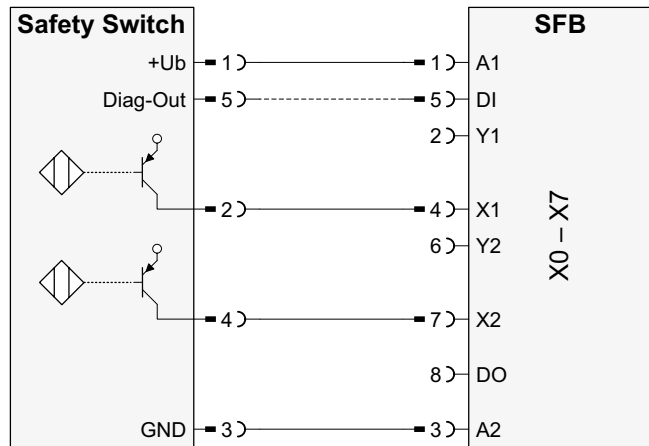 Safety Switch SFB
+Ub 1 1 A1
Diag-Out 5 5 DI
2 Y1
2 4 X1
6 Y2
X0 – X7
4 7 X2
8 DO
GND 3 3 A2